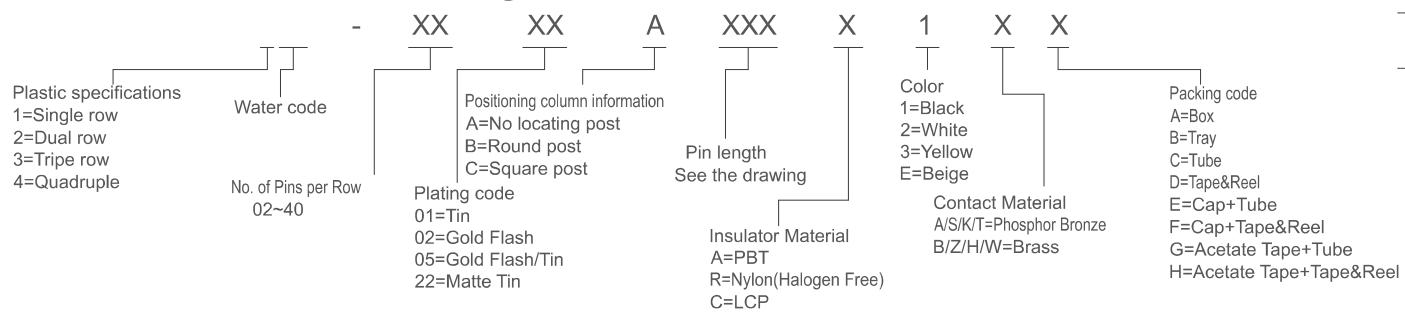 - XX XX A XXX X 1 X X
Plastic specifications
1=Single row
2=Dual row
3=Tripe row
4=Quadruple
Water code
No. of Pins per Row
02~40
Positioning column information
A=No locating post
B=Round post
C=Square post
Plating code
01=Tin
02=Gold Flash
05=Gold Flash/Tin
22=Matte Tin
Pin length
See the drawing
Insulator Material
A=PBT
R=Nylon(Halogen Free)
C=LCP
Color
1=Black
2=White
3=Yellow
E=Beige
Contact Material
A/S/K/T=Phosphor Bronze
B/Z/H/W=Brass
Packing code
A=Box
B=Tray
C=Tube
D=Tape&Reel
E=Cap+Tube
F=Cap+Tape&Reel
G=Acetate Tape+Tube
H=Acetate Tape+Tape&Reel